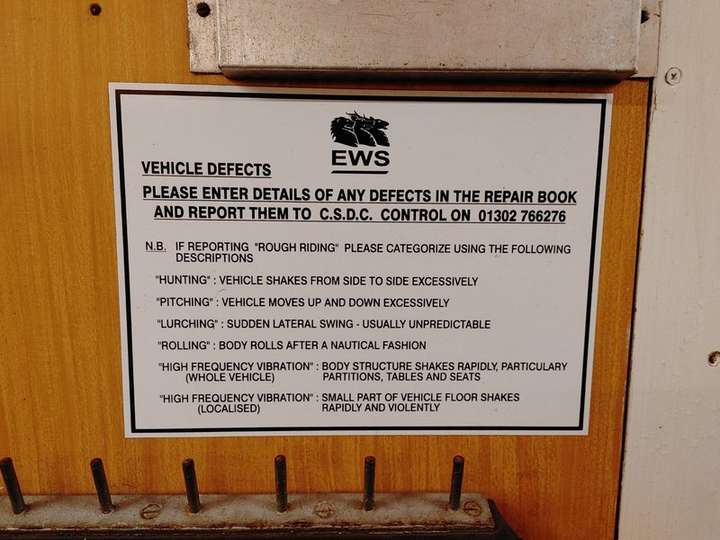 EWS
VEHICLE DEFECTS
PLEASE ENTER DETAILS OF ANY DEFECTS IN THE REPAIR BOOK
AND REPORT THEM TO C.S.D.C. CONTROL ON 01302 766276
N.B. IF REPORTING "ROUGH RIDING" PLEASE CATEGORIZE USING THE FOLLOWING
DESCRIPTIONS
"HUNTING" : VEHICLE SHAKES FROM SIDE TO SIDE EXCESSIVELY
"PITCHING" : VEHICLE MOVES UP AND DOWN EXCESSIVELY
"LURCHING" : SUDDEN LATERAL SWING - USUALLY UNPREDICTABLE
"ROLLING" : BODY ROLLS AFTER A NAUTICAL FASHION
"HIGH FREQUENCY VIBRATION" : BODY STRUCTURE SHAKES RAPIDLY, PARTICULARY
(WHOLE VEHICLE) PARTITIONS, TABLES AND SEATS
"HIGH FREQUENCY VIBRATION" : SMALL PART OF VEHICLE FLOOR SHAKES
(LOCALISED) RAPIDLY AND VIOLENTLY